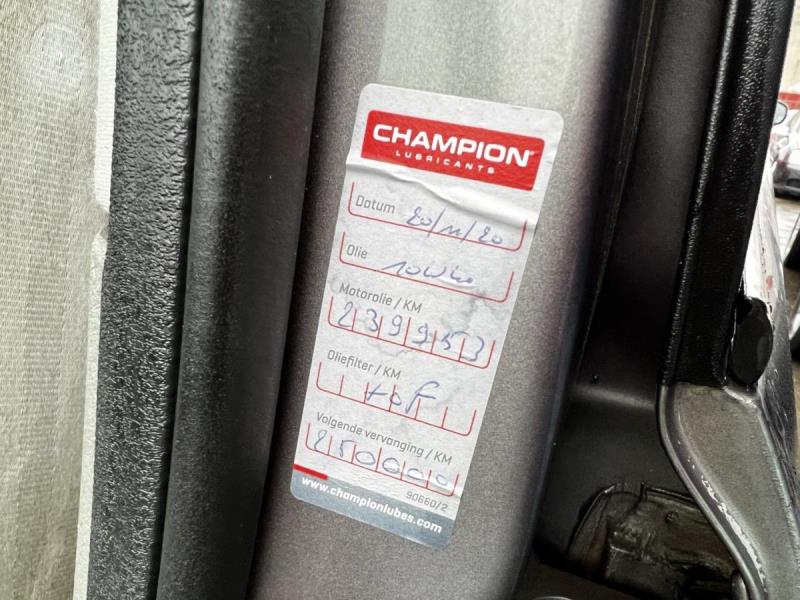 CHAMPION®
LUBRICANTS
Datum 20/11/20
Olie 10W40
Motorolie / KM
239953
Oliefilter / KM
Volgende vervanging / KM
250000
90660/2
www.championlubes.com